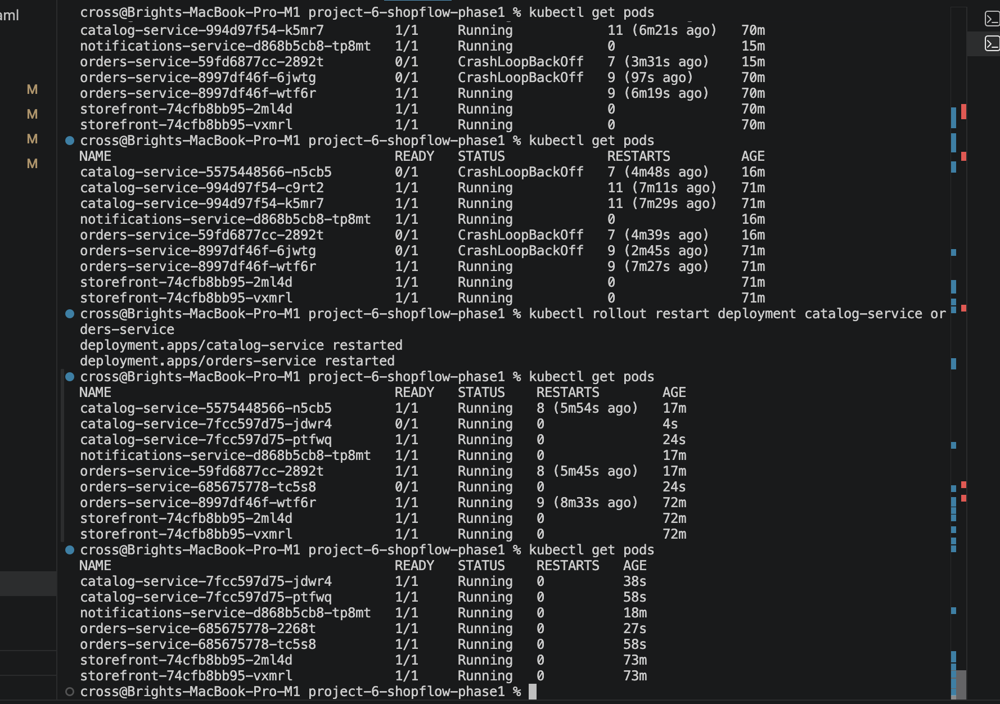 aml
M
M
M
M
cross@Brights-MacBook-Pro-M1 project-6-shopflow-phase1 % kubectl get pods
catalog-service-994d97f54-k5mr7 1/1 Running 11 (6m21s ago) 70m
notifications-service-d868b5cb8-tp8mt 1/1 Running 0 15m
orders-service-59fd6877cc-2892t 0/1 CrashLoopBackOff 7 (3m31s ago) 15m
orders-service-8997df46f-6jwtg 0/1 CrashLoopBackOff 9 (97s ago) 70m
orders-service-8997df46f-wtf6r 1/1 Running 9 (6m19s ago) 70m
storefront-74cfb8bb95-2ml4d 1/1 Running 0 70m
storefront-74cfb8bb95-vxmrl 1/1 Running 0 70m
cross@Brights-MacBook-Pro-M1 project-6-shopflow-phase1 % kubectl get pods
NAME READY STATUS RESTARTS AGE
catalog-service-5575448566-n5cb5 0/1 CrashLoopBackOff 7 (4m48s ago) 16m
catalog-service-994d97f54-c9rt2 1/1 Running 11 (7m11s ago) 71m
catalog-service-994d97f54-k5mr7 1/1 Running 11 (7m29s ago) 71m
notifications-service-d868b5cb8-tp8mt 1/1 Running 0 16m
orders-service-59fd6877cc-2892t 0/1 CrashLoopBackOff 7 (4m39s ago) 16m
orders-service-8997df46f-6jwtg 0/1 CrashLoopBackOff 9 (2m45s ago) 71m
orders-service-8997df46f-wtf6r 1/1 Running 9 (7m27s ago) 71m
storefront-74cfb8bb95-2ml4d 1/1 Running 0 71m
storefront-74cfb8bb95-vxmrl 1/1 Running 0 71m
cross@Brights-MacBook-Pro-M1 project-6-shopflow-phase1 % kubectl rollout restart deployment catalog-service or
ders-service
deployment.apps/catalog-service restarted
deployment.apps/orders-service restarted
cross@Brights-MacBook-Pro-M1 project-6-shopflow-phase1 % kubectl get pods
NAME READY STATUS RESTARTS AGE
catalog-service-5575448566-n5cb5 1/1 Running 8 (5m54s ago) 17m
catalog-service-7fcc597d75-jdwr4 0/1 Running 0 4s
catalog-service-7fcc597d75-ptfwq 1/1 Running 0 24s
notifications-service-d868b5cb8-tp8mt 1/1 Running 0 17m
orders-service-59fd6877cc-2892t 1/1 Running 8 (5m45s ago) 17m
orders-service-685675778-tc5s8 0/1 Running 0 24s
orders-service-8997df46f-wtf6r 1/1 Running 9 (8m33s ago) 72m
storefront-74cfb8bb95-2ml4d 1/1 Running 0 72m
storefront-74cfb8bb95-vxmrl 1/1 Running 0 72m
cross@Brights-MacBook-Pro-M1 project-6-shopflow-phase1 % kubectl get pods
NAME READY STATUS RESTARTS AGE
catalog-service-7fcc597d75-jdwr4 1/1 Running 0 38s
catalog-service-7fcc597d75-ptfwq 1/1 Running 0 58s
notifications-service-d868b5cb8-tp8mt 1/1 Running 0 18m
orders-service-685675778-2268t 1/1 Running 0 27s
orders-service-685675778-tc5s8 1/1 Running 0 58s
storefront-74cfb8bb95-2ml4d 1/1 Running 0 73m
storefront-74cfb8bb95-vxmrl 1/1 Running 0 73m
cross@Brights-MacBook-Pro-M1 project-6-shopflow-phase1 %